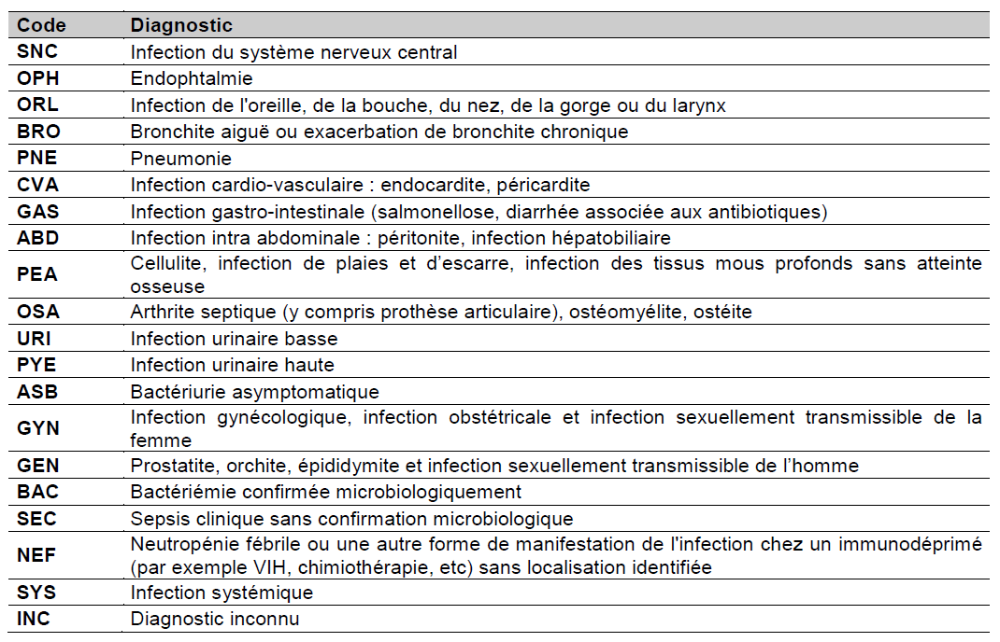 Code Diagnostic
SNC Infection du système nerveux central
OPH Endophtalmie
ORL Infection de l'oreille, de la bouche, du nez, de la gorge ou du larynx
BRO Bronchite aiguë ou exacerbation de bronchite chronique
PNE Pneumonie
CVA Infection cardio-vasculaire : endocardite, péricardite
GAS Infection gastro-intestinale (salmonellose, diarrhée associée aux antibiotiques)
ABD Infection intra abdominale : péritonite, infection hépatobiliaire
PEA Cellulite, infection de plaies et d’escarre, infection des tissus mous profonds sans atteinte
osseuse
OSA Arthrite septique (y compris prothèse articulaire), ostéomyélite, ostéite
URI Infection urinaire basse
PYE Infection urinaire haute
ASB Bactériurie asymptomatique
GYN Infection gynécologique, infection obstétricale et infection sexuellement transmissible de la
femme
GEN Prostatite, orchite, épididymite et infection sexuellement transmissible de l’homme
BAC Bactériémie confirmée microbiologiquement
SEC Sepsis clinique sans confirmation microbiologique
NEF Neutropénie fébrile ou une autre forme de manifestation de l'infection chez un immunodéprimé
(par exemple VIH, chimiothérapie, etc) sans localisation identifiée
SYS Infection systémique
INC Diagnostic inconnu